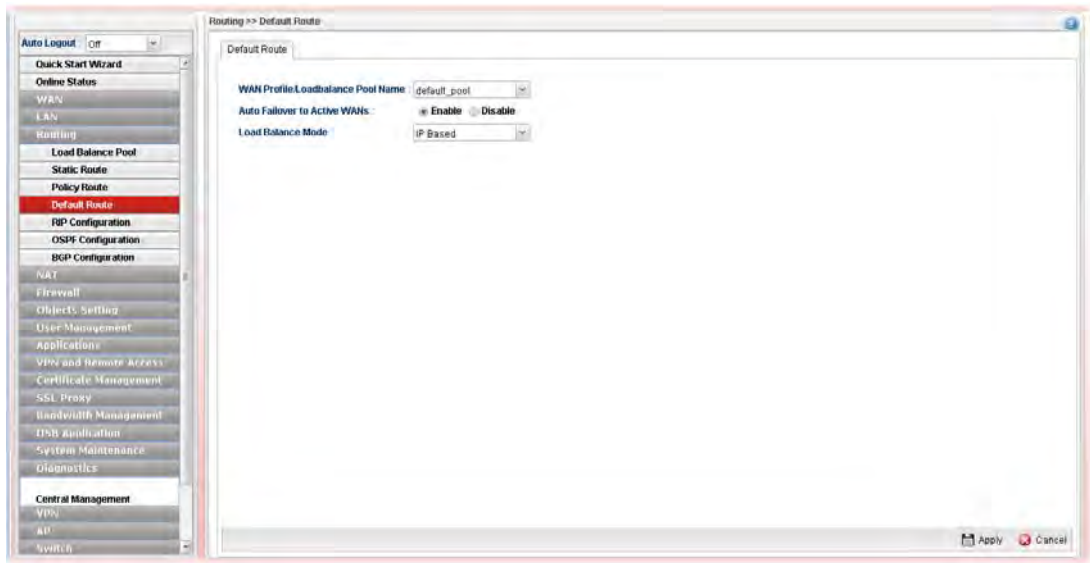 Routing >> Default Route
Auto Logout : Off
Quick Start Wizard
Online Status
WAN
LAN
Routing
Load Balance Pool
Static Route
Policy Route
Default Route
RIP Configuration
OSPF Configuration
BGP Configuration
NAT
Firewall
Objects Setting
User Management
Applications
VPN and Remote Access
Certificate Management
SSL Proxy
Bandwidth Management
USB Application
System Maintenance
Diagnostics
Central Management
VPN
AP
Switch
Default Route
WAN Profile/Loadbalance Pool Name : default_pool
Auto Failover to Active WANs : Enable Disable
Load Balance Mode : IP Based
Apply Cancel